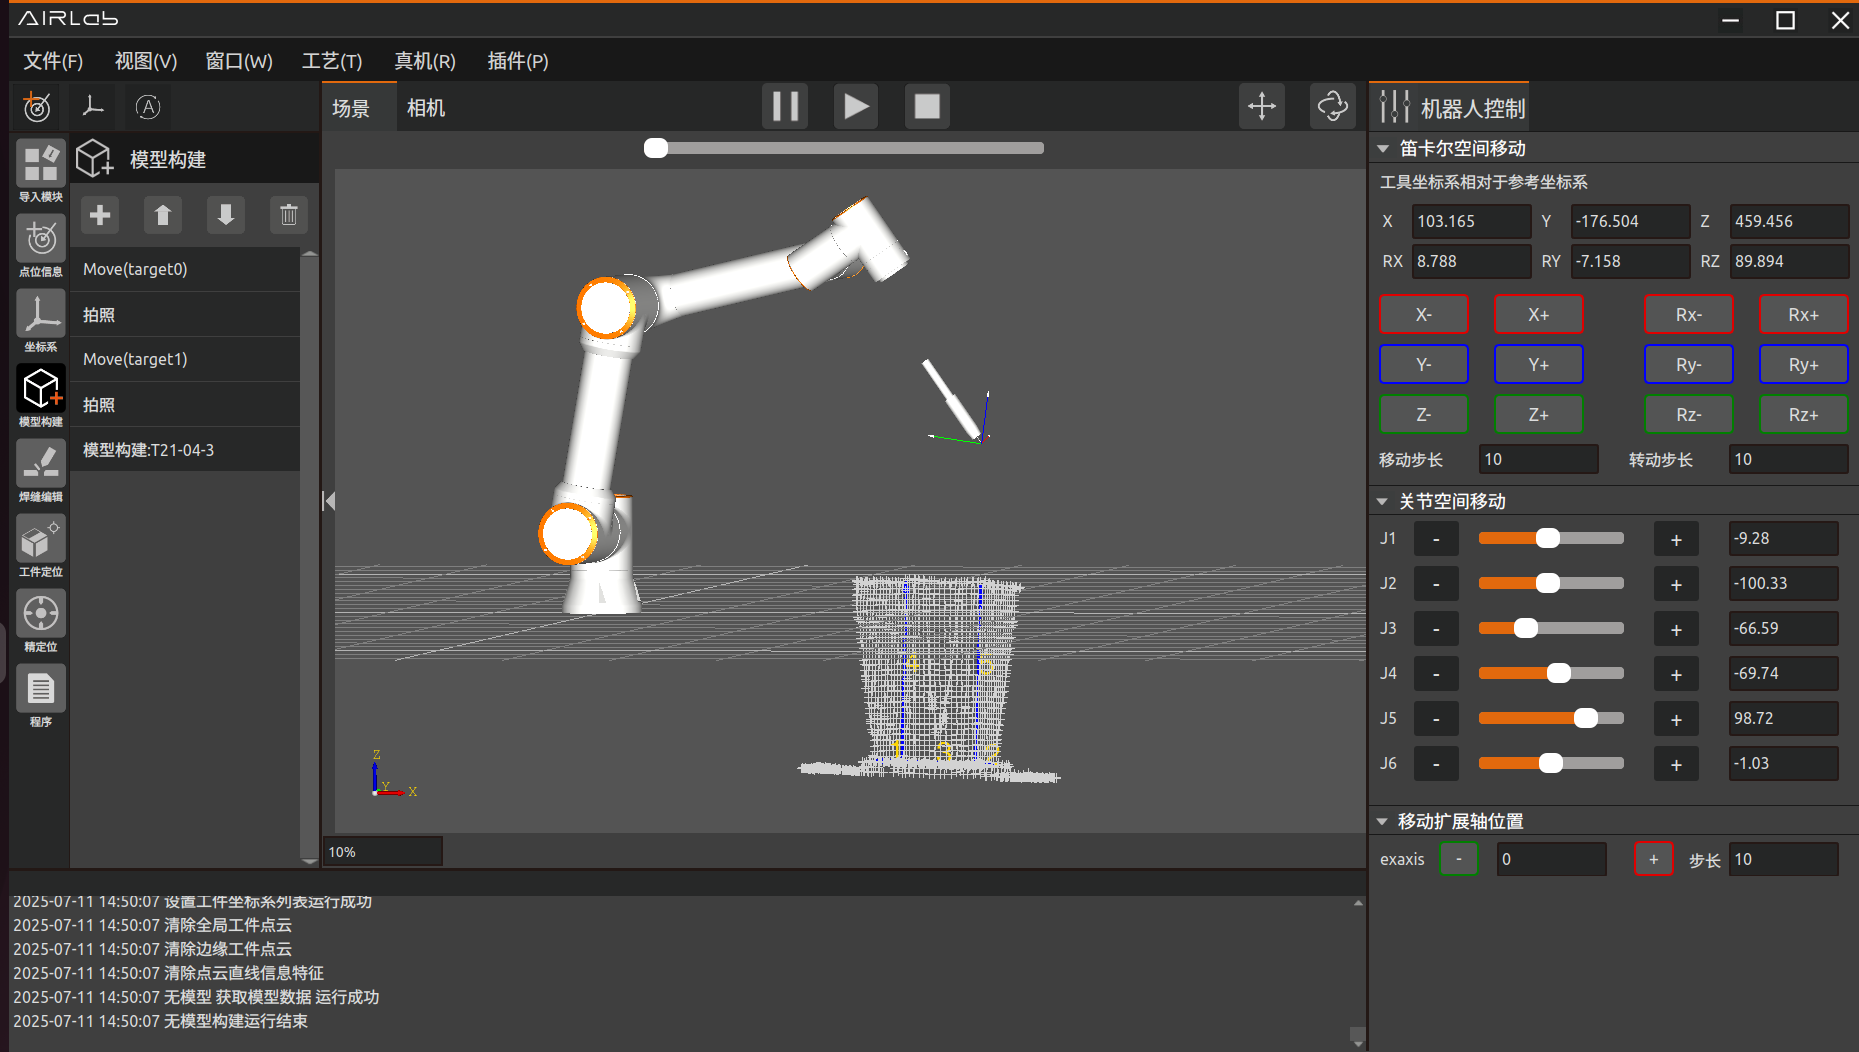 AIRLab
文件(F) 视图(V) 窗口(W) 工艺(T) 真机(R) 插件(P)
场景 相机
导入模块
点位信息
坐标系
模型构建
焊缝编辑
工件定位
精定位
程序
模型构建
Move(target0)
拍照
Move(target1)
拍照
模型构建:T21-04-3
4
1
Z
Y
X
10%
机器人控制
笛卡尔空间移动
工具坐标系相对于参考坐标系
X 103.165 Y -176.504 Z 459.456
RX 8.788 RY -7.158 RZ 89.894
X- X+ Rx- Rx+
Y- Y+ Ry- Ry+
Z- Z+ Rz- Rz+
移动步长 10 转动步长 10
关节空间移动
J1 - + -9.28
J2 - + -100.33
J3 - + -66.59
J4 - + -69.74
J5 - + 98.72
J6 - + -1.03
移动扩展轴位置
exaxis - 0 + 步长 10
2025-07-11 14:50:07 设置工件坐标系列表运行成功
2025-07-11 14:50:07 清除全局工件点云
2025-07-11 14:50:07 清除边缘工件点云
2025-07-11 14:50:07 清除点云直线信息特征
2025-07-11 14:50:07 无模型 获取模型数据 运行成功
2025-07-11 14:50:07 无模型构建运行结束